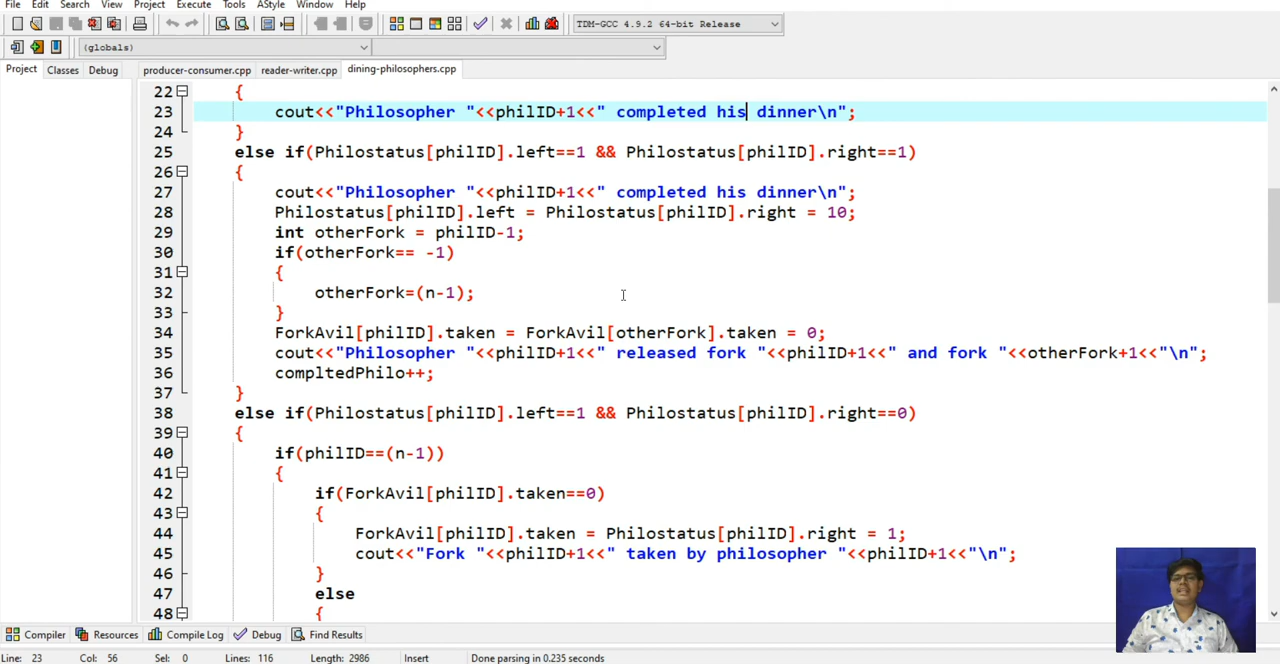 File Edit Search View Project Execute Tools AStyle Window Help
TDM-GCC 4.9.2 64-bit Release
(globals)
Project Classes Debug producer-consumer.cpp reader-writer.cpp dining-philosophers.cpp
22 {
23 cout<<"Philosopher "<<philID+1<<" completed his dinner\n";
24 }
25 else if(Philostatus[philID].left==1 && Philostatus[philID].right==1)
26 {
27 cout<<"Philosopher "<<philID+1<<" completed his dinner\n";
28 Philostatus[philID].left = Philostatus[philID].right = 10;
29 int otherFork = philID-1;
30 if(otherFork== -1)
31 {
32 otherFork=(n-1);
33 }
34 ForkAvil[philID].taken = ForkAvil[otherFork].taken = 0;
35 cout<<"Philosopher "<<philID+1<<" released fork "<<philID+1<<" and fork "<<otherFork+1<<"\n";
36 compltedPhilo++;
37 }
38 else if(Philostatus[philID].left==1 && Philostatus[philID].right==0)
39 {
40 if(philID==(n-1))
41 {
42 if(ForkAvil[philID].taken==0)
43 {
44 ForkAvil[philID].taken = Philostatus[philID].right = 1;
45 cout<<"Fork "<<philID+1<<" taken by philosopher "<<philID+1<<"\n";
46 }
47 else
48 {
Compiler Resources Compile Log Debug Find Results
Line: 23 Col: 56 Sel: 0 Lines: 116 Length: 2986 Insert Done parsing in 0.235 seconds